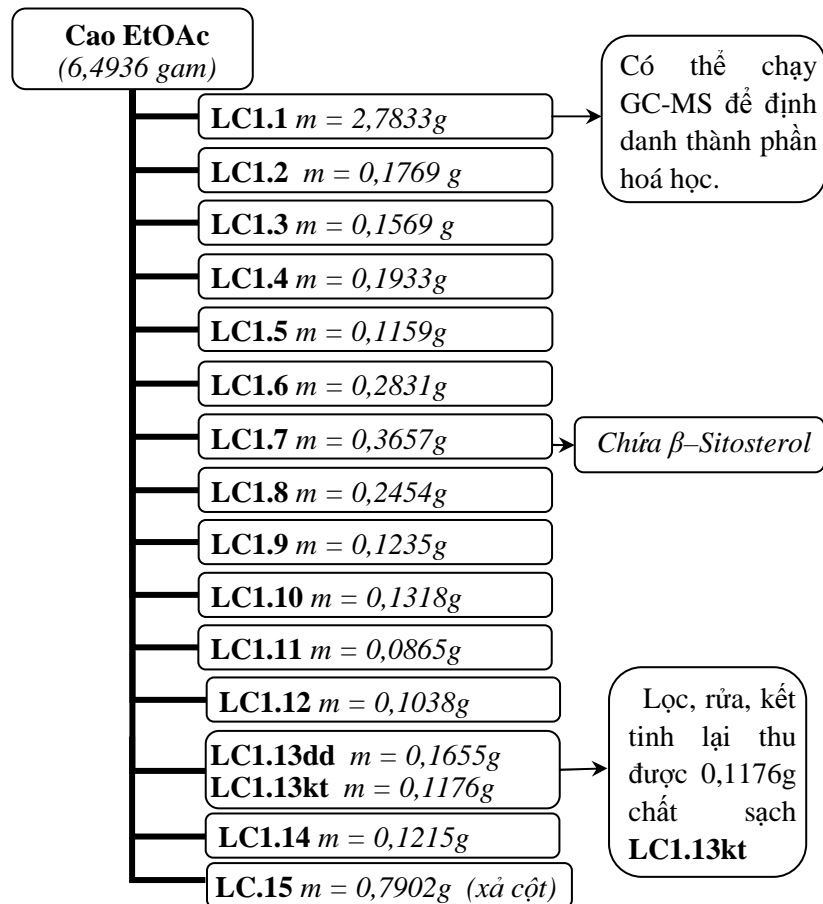 Cao EtOAc
(6,4936 gam)
LC1.1 m = 2,7833g
Có thể chạy
GC-MS để định
danh thành phần
hoá học.
LC1.2 m = 0,1769 g
LC1.3 m = 0,1569 g
LC1.4 m = 0,1933g
LC1.5 m = 0,1159g
LC1.6 m = 0,2831g
LC1.7 m = 0,3657g
Chứa β–Sitosterol
LC1.8 m = 0,2454g
LC1.9 m = 0,1235g
LC1.10 m = 0,1318g
LC1.11 m = 0,0865g
LC1.12 m = 0,1038g
LC1.13dd m = 0,1655g
LC1.13kt m = 0,1176g
Lọc, rửa, kết
tinh lại thu
được 0,1176g
chất sạch
LC1.13kt
LC1.14 m = 0,1215g
LC.15 m = 0,7902g (xả cột)